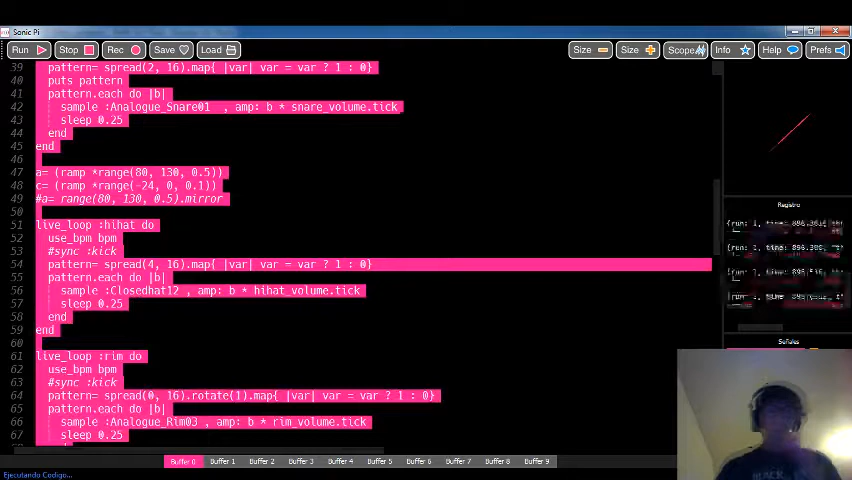 Sonic Pi
Run Stop Rec Save Load Size Size Scope Info Help Prefs
39 pattern= spread(2, 16).map{ |var| var = var ? 1 : 0}
40 puts pattern
41 pattern.each do |b|
42 sample :Analogue_Snare01 , amp: b * snare_volume.tick
43 sleep 0.25
44 end
45 end
46
47 a= (ramp *range(80, 130, 0.5))
48 c= (ramp *range(-24, 0, 0.1))
49 #a= range(80, 130, 0.5).mirror
50
51 live_loop :hihat do
52 use_bpm bpm
53 #sync :kick
54 pattern= spread(4, 16).map{ |var| var = var ? 1 : 0}
55 pattern.each do |b|
56 sample :Closedhat12 , amp: b * hihat_volume.tick
57 sleep 0.25
58 end
59 end
60
61 live_loop :rim do
62 use_bpm bpm
63 #sync :kick
64 pattern= spread(0, 16).rotate(1).map{ |var| var = var ? 1 : 0}
65 pattern.each do |b|
66 sample :Analogue_Rim03 , amp: b * rim_volume.tick
67 sleep 0.25
Registro
Señales
Buffer 0 Buffer 1 Buffer 2 Buffer 3 Buffer 4 Buffer 5 Buffer 6 Buffer 7 Buffer 8 Buffer 9
Ejecutando Codigo...